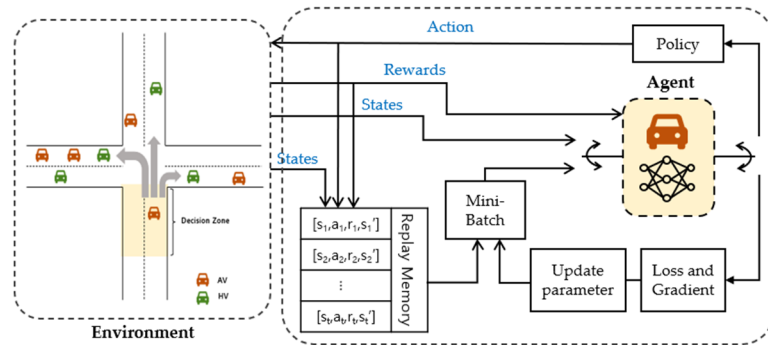 Action
Policy
Rewards
Agent
States
States
Decision Zone
AV
HV
Environment
[s₁,a₁,r₁,s₁′]
[s₂,a₂,r₂,s₂′]
⋮
[sₜ,aₜ,rₜ,sₜ′]
Replay Memory
Mini-
Batch
Update
parameter
Loss and
Gradient